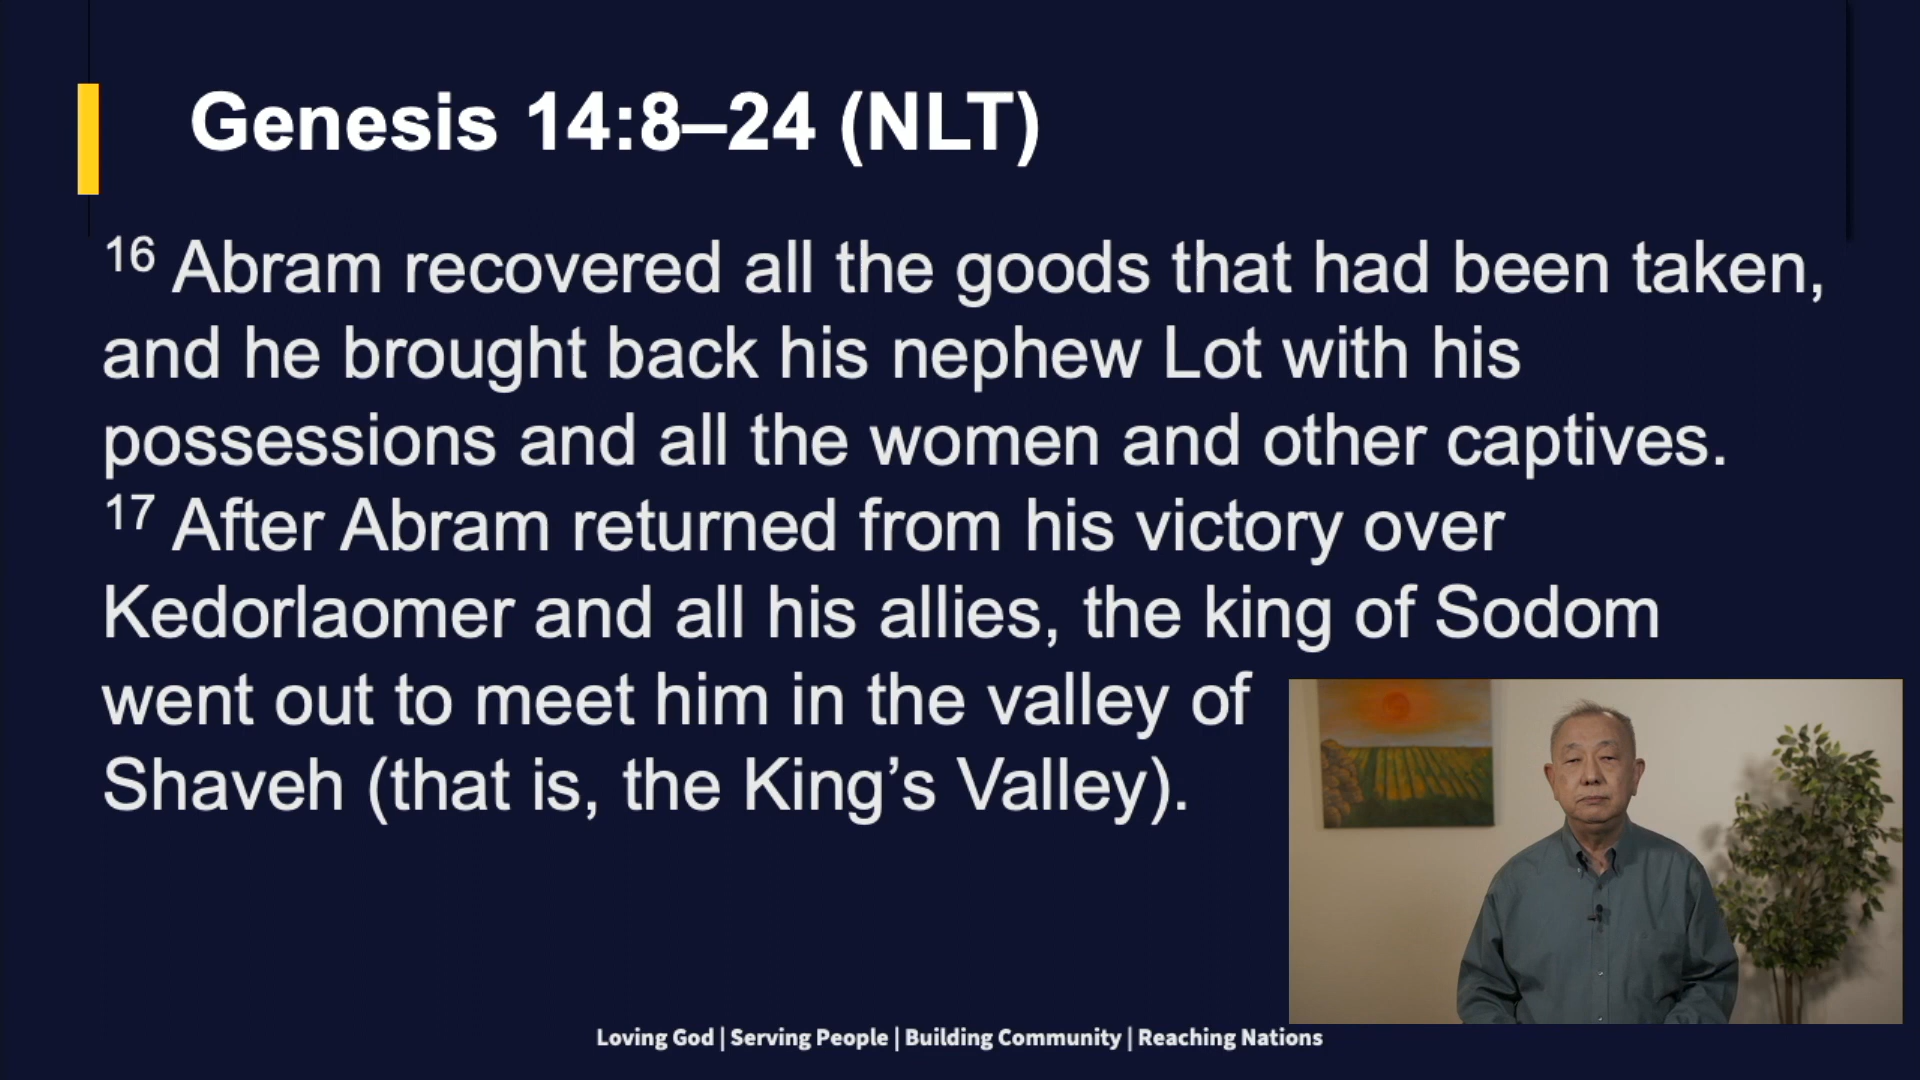 Genesis 14:8–24 (NLT)
16 Abram recovered all the goods that had been taken,
and he brought back his nephew Lot with his
possessions and all the women and other captives.
17 After Abram returned from his victory over
Kedorlaomer and all his allies, the king of Sodom
went out to meet him in the valley of
Shaveh (that is, the King’s Valley).
Loving God | Serving People | Building Community | Reaching Nations